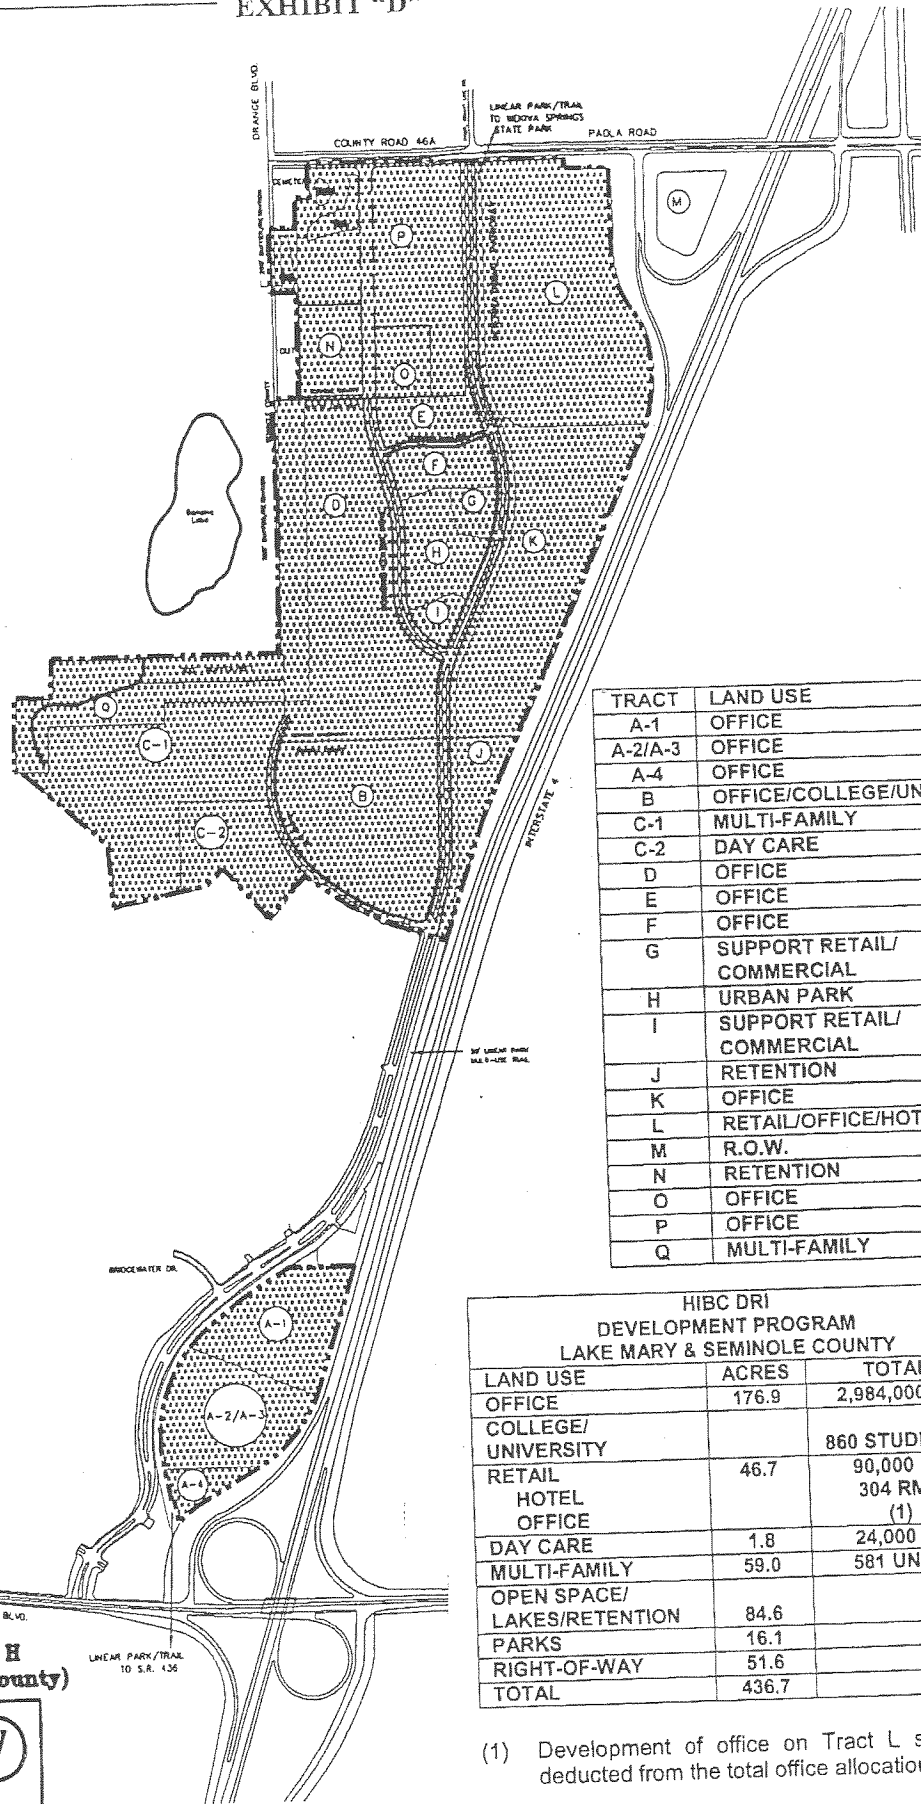 EXHIBIT "D"
ORANGE BLVD.
LINEAR PARK/TRAIL
TO WEKIVA SPRINGS
STATE PARK
COUNTY ROAD 46A
PAOLA ROAD
M
P
L
OUT
N
O
E
F
G
D
K
H
I
Q
C-1
J
B
C-2
INTERSTATE 4
BRIDGEWATER DR.
A-1
A-2/A-3
A-4
BLVD.
LINEAR PARK/TRAIL
TO S.R. 436
H
ounty)
TRACT LAND USE
A-1 OFFICE
A-2/A-3 OFFICE
A-4 OFFICE
B OFFICE/COLLEGE/UN
C-1 MULTI-FAMILY
C-2 DAY CARE
D OFFICE
E OFFICE
F OFFICE
G SUPPORT RETAIL/
COMMERCIAL
H URBAN PARK
I SUPPORT RETAIL/
COMMERCIAL
J RETENTION
K OFFICE
L RETAIL/OFFICE/HOT
M R.O.W.
N RETENTION
O OFFICE
P OFFICE
Q MULTI-FAMILY
HIBC DRI
DEVELOPMENT PROGRAM
LAKE MARY & SEMINOLE COUNTY
LAND USE ACRES TOTAL
OFFICE 176.9 2,984,000
COLLEGE/
UNIVERSITY 860 STUD
RETAIL 46.7 90,000
HOTEL 304 RM
OFFICE (1)
DAY CARE 1.8 24,000
MULTI-FAMILY 59.0 581 UN
OPEN SPACE/
LAKES/RETENTION 84.6
PARKS 16.1
RIGHT-OF-WAY 51.6
TOTAL 436.7
(1) Development of office on Tract L s
deducted from the total office allocatio